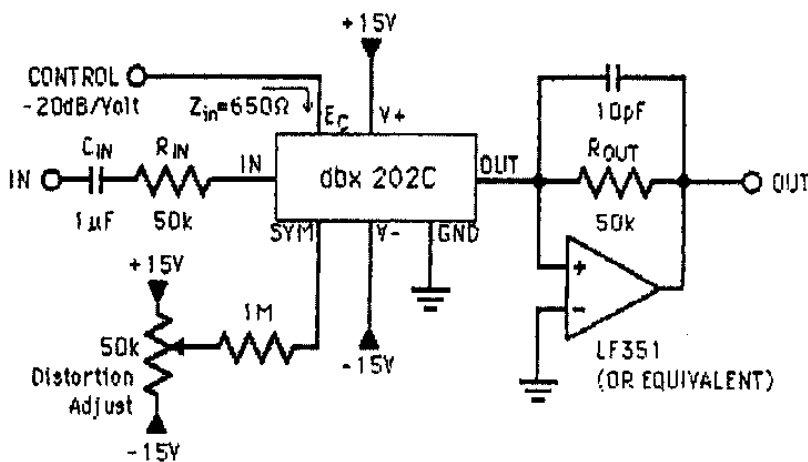 +15V
CONTROL
-20dB/Volt
Zin=650Ω
EC
V+
10pF
CIN
RIN
IN
IN
1µF
50k
dbx 202C
OUT
ROUT
50k
OUT
SYM
V-
GND
+15V
1M
50k
Distortion
Adjust
-15V
-15V
+
-
LF351
(OR EQUIVALENT)